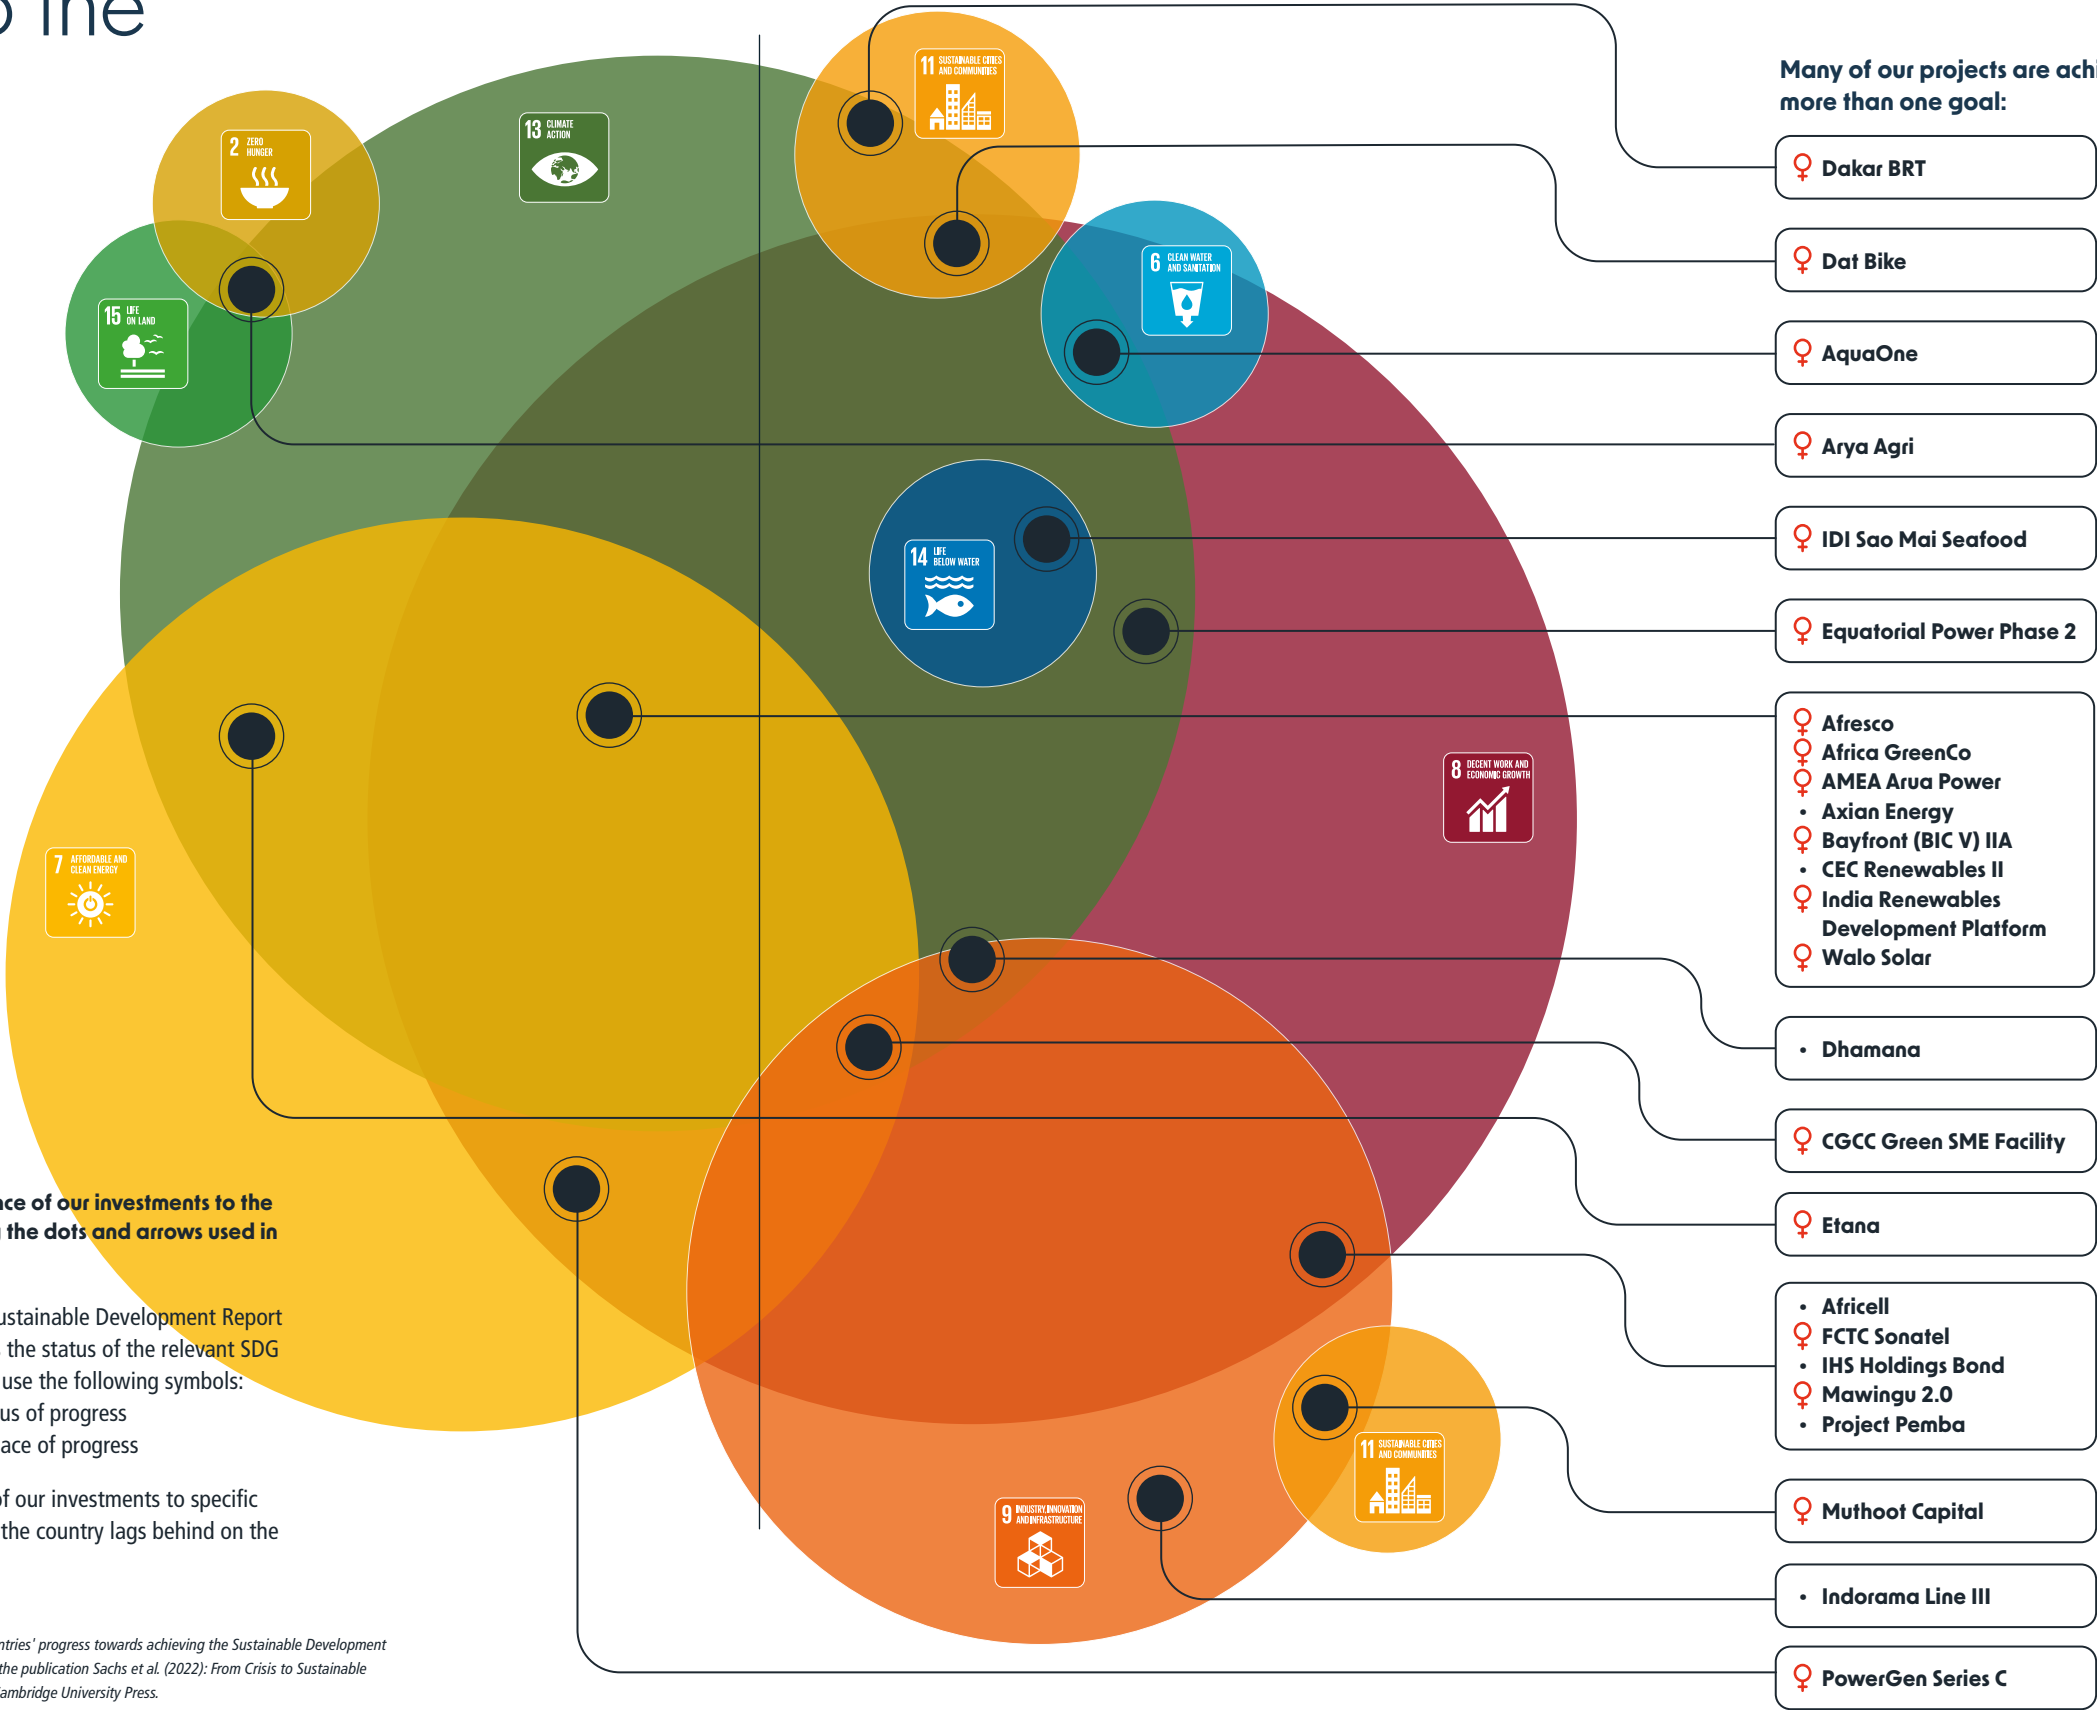 the
2 ZERO
HUNGER
13 CLIMATE
ACTION
11 SUSTAINABLE CITIES
AND COMMUNITIES
15 LIFE
ON LAND
6 CLEAN WATER
AND SANITATION
14 LIFE
BELOW WATER
7 AFFORDABLE AND
CLEAN ENERGY
8 DECENT WORK AND
ECONOMIC GROWTH
9 INDUSTRY, INNOVATION
AND INFRASTRUCTURE
11 SUSTAINABLE CITIES
AND COMMUNITIES
Many of our projects are achi
more than one goal:
Dakar BRT
Dat Bike
AquaOne
Arya Agri
IDI Sao Mai Seafood
Equatorial Power Phase 2
Afresco
Africa GreenCo
AMEA Arua Power
• Axian Energy
Bayfront (BIC V) IIA
• CEC Renewables II
India Renewables
Development Platform
Walo Solar
• Dhamana
CGCC Green SME Facility
Etana
• Africell
FCTC Sonatel
• IHS Holdings Bond
Mawingu 2.0
• Project Pemba
Muthoot Capital
• Indorama Line III
PowerGen Series C
nce of our investments to the
the dots and arrows used in
ustainable Development Report
the status of the relevant SDG
use the following symbols:
us of progress
ace of progress
of our investments to specific
the country lags behind on the
ntries' progress towards achieving the Sustainable Development
the publication Sachs et al. (2022): From Crisis to Sustainable
ambridge University Press.